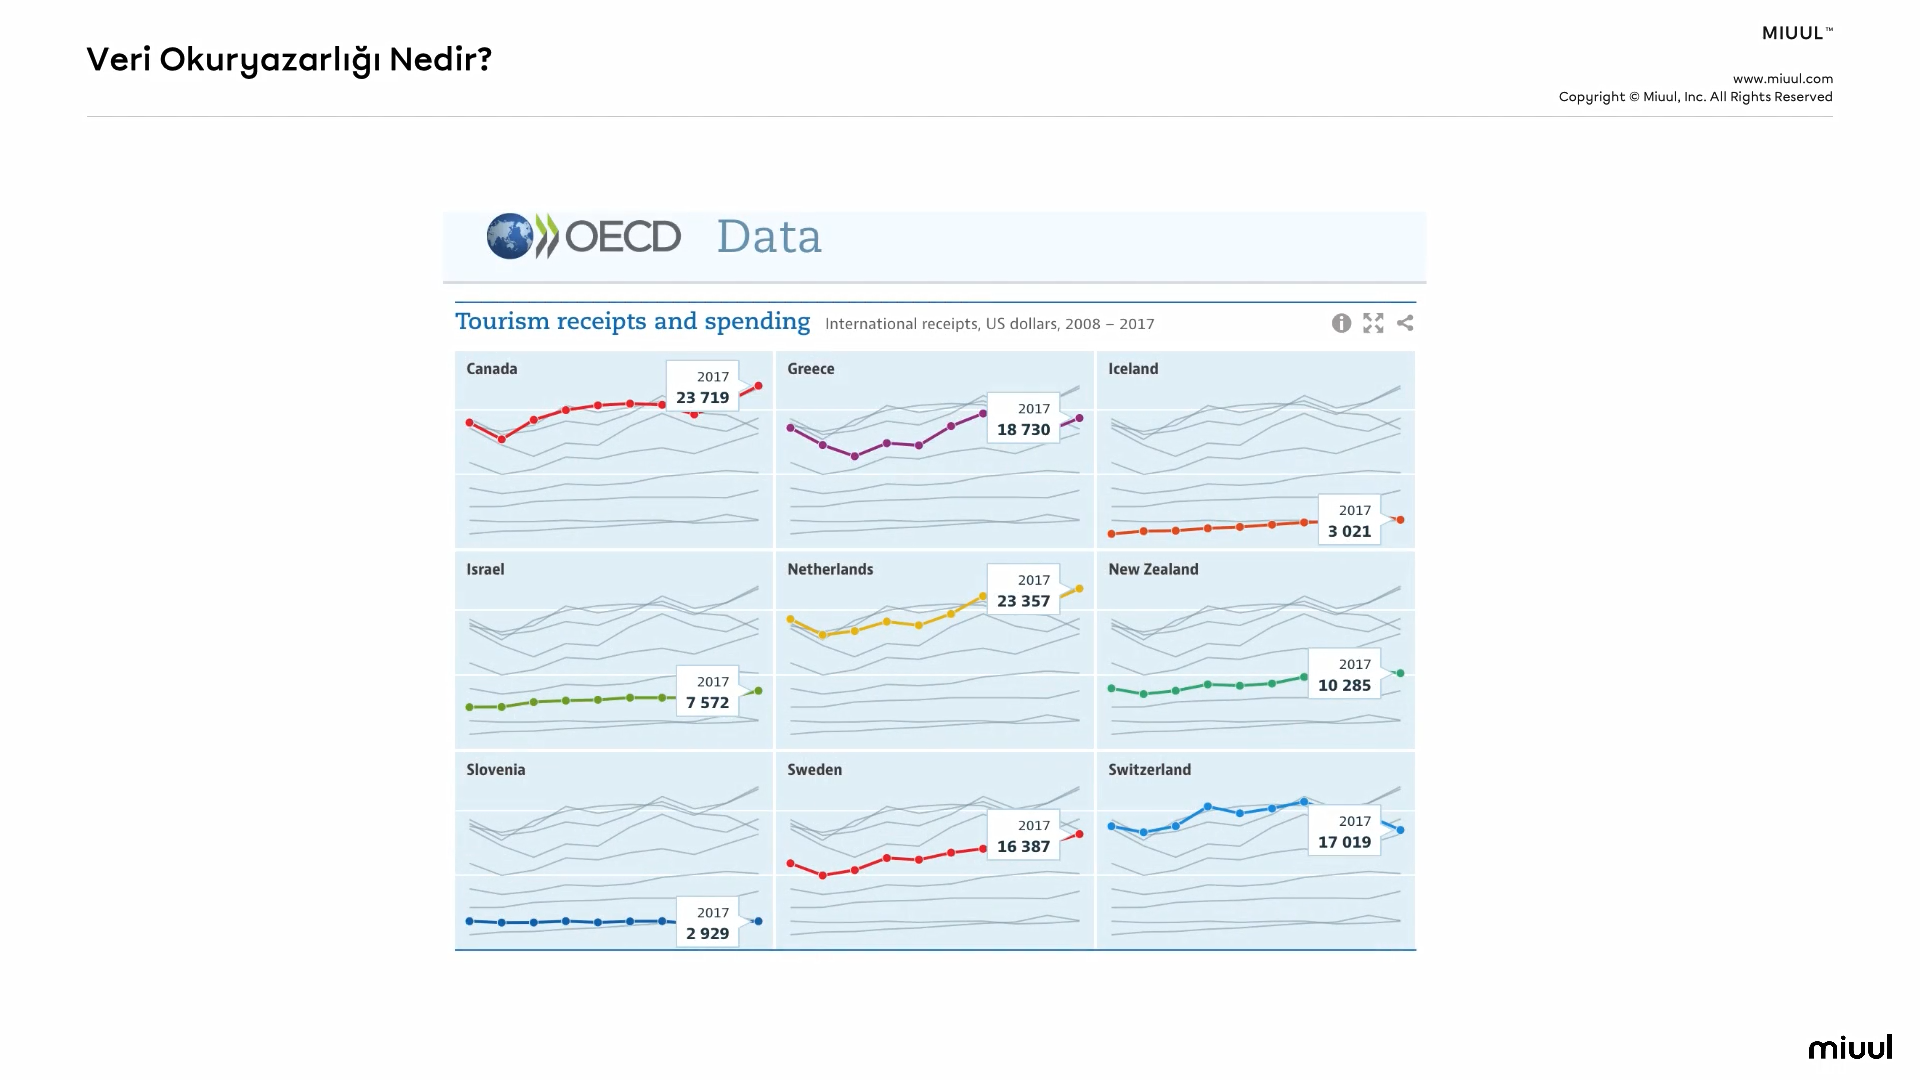 Veri Okuryazarlığı Nedir?
MIUUL™
www.miuul.com
Copyright © Miuul, Inc. All Rights Reserved
OECD Data
Tourism receipts and spending International receipts, US dollars, 2008 – 2017
Canada
2017
23 719
Greece
2017
18 730
Iceland
2017
3 021
Israel
2017
7 572
Netherlands
2017
23 357
New Zealand
2017
10 285
Slovenia
2017
2 929
Sweden
2017
16 387
Switzerland
2017
17 019
miuul